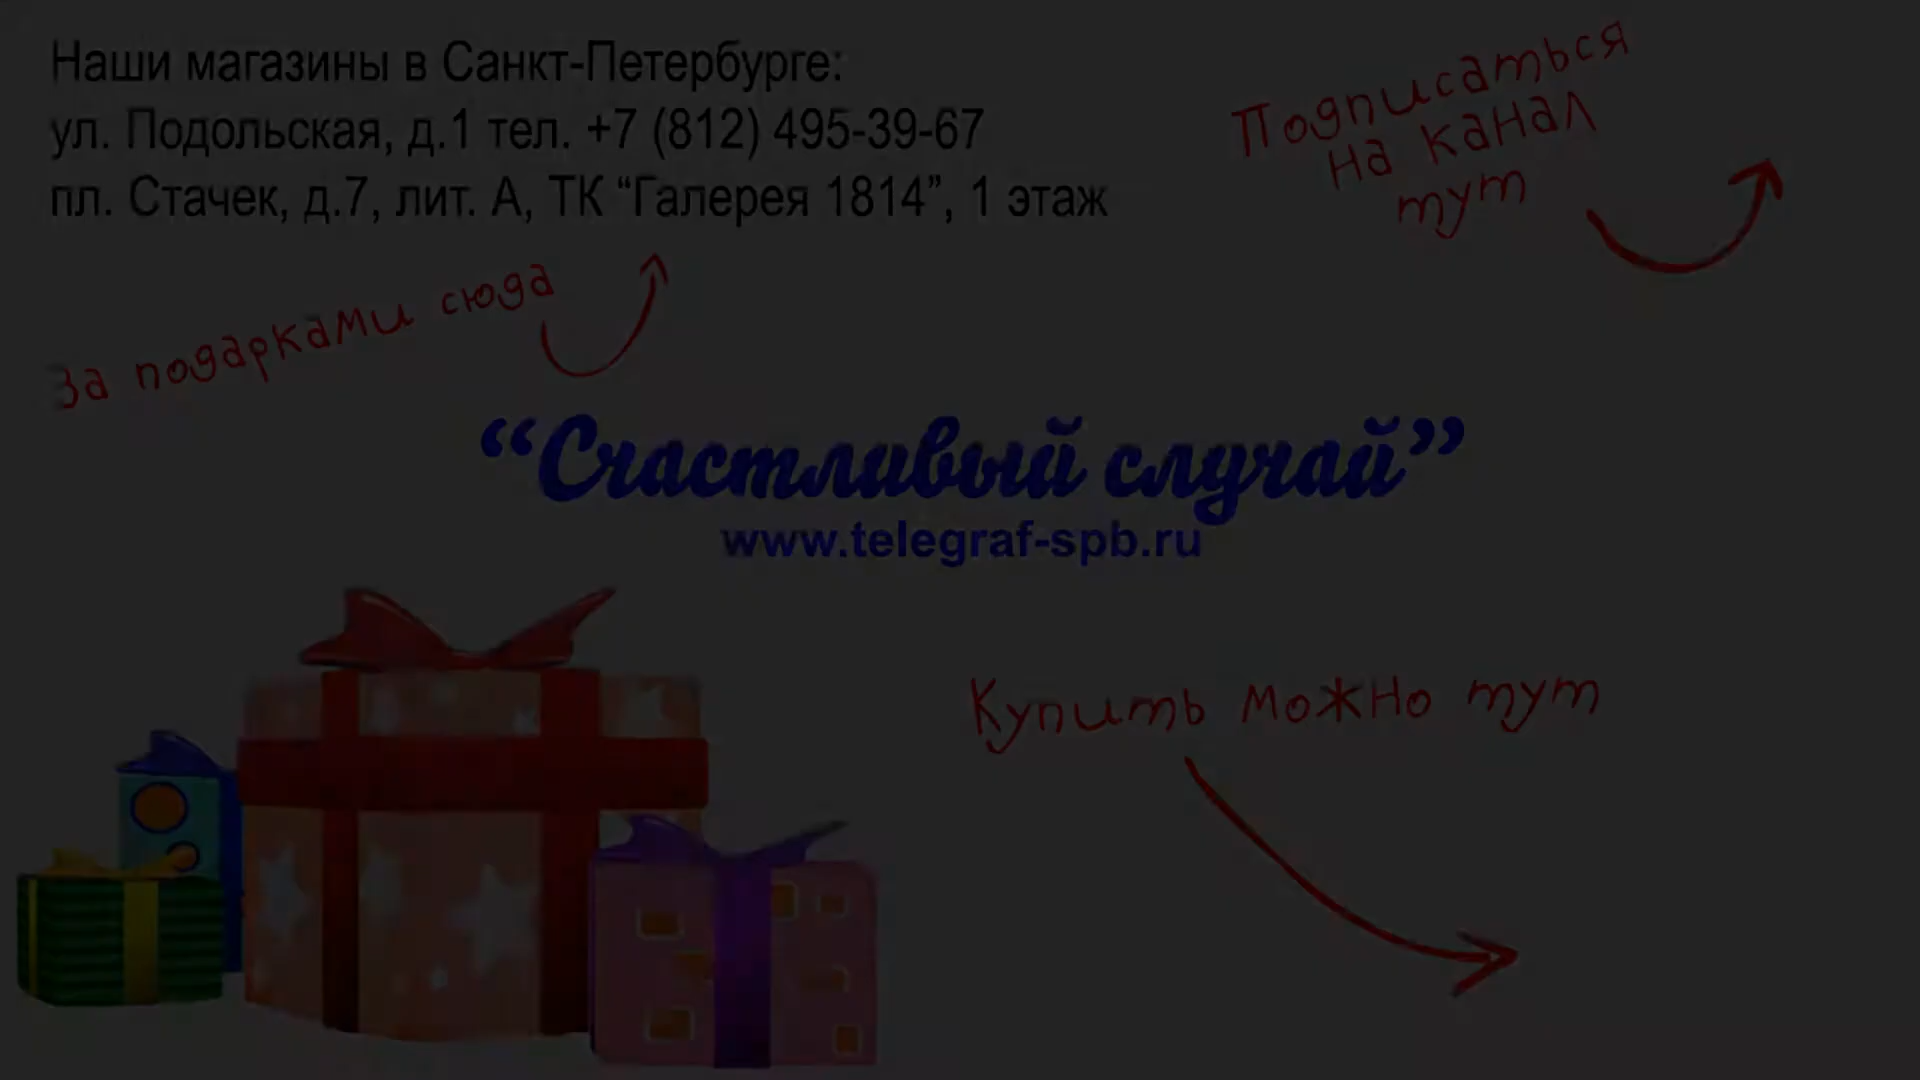 Наши магазины в Санкт-Петербурге:
ул. Подольская, д.1 тел. +7 (812) 495-39-67
пл. Стачек, д.7, лит. А, ТК “Галерея 1814”, 1 этаж
Подписаться
на канал
тут
За подарками сюда
“Счастливый случай”
www.telegraf-spb.ru
Купить можно тут